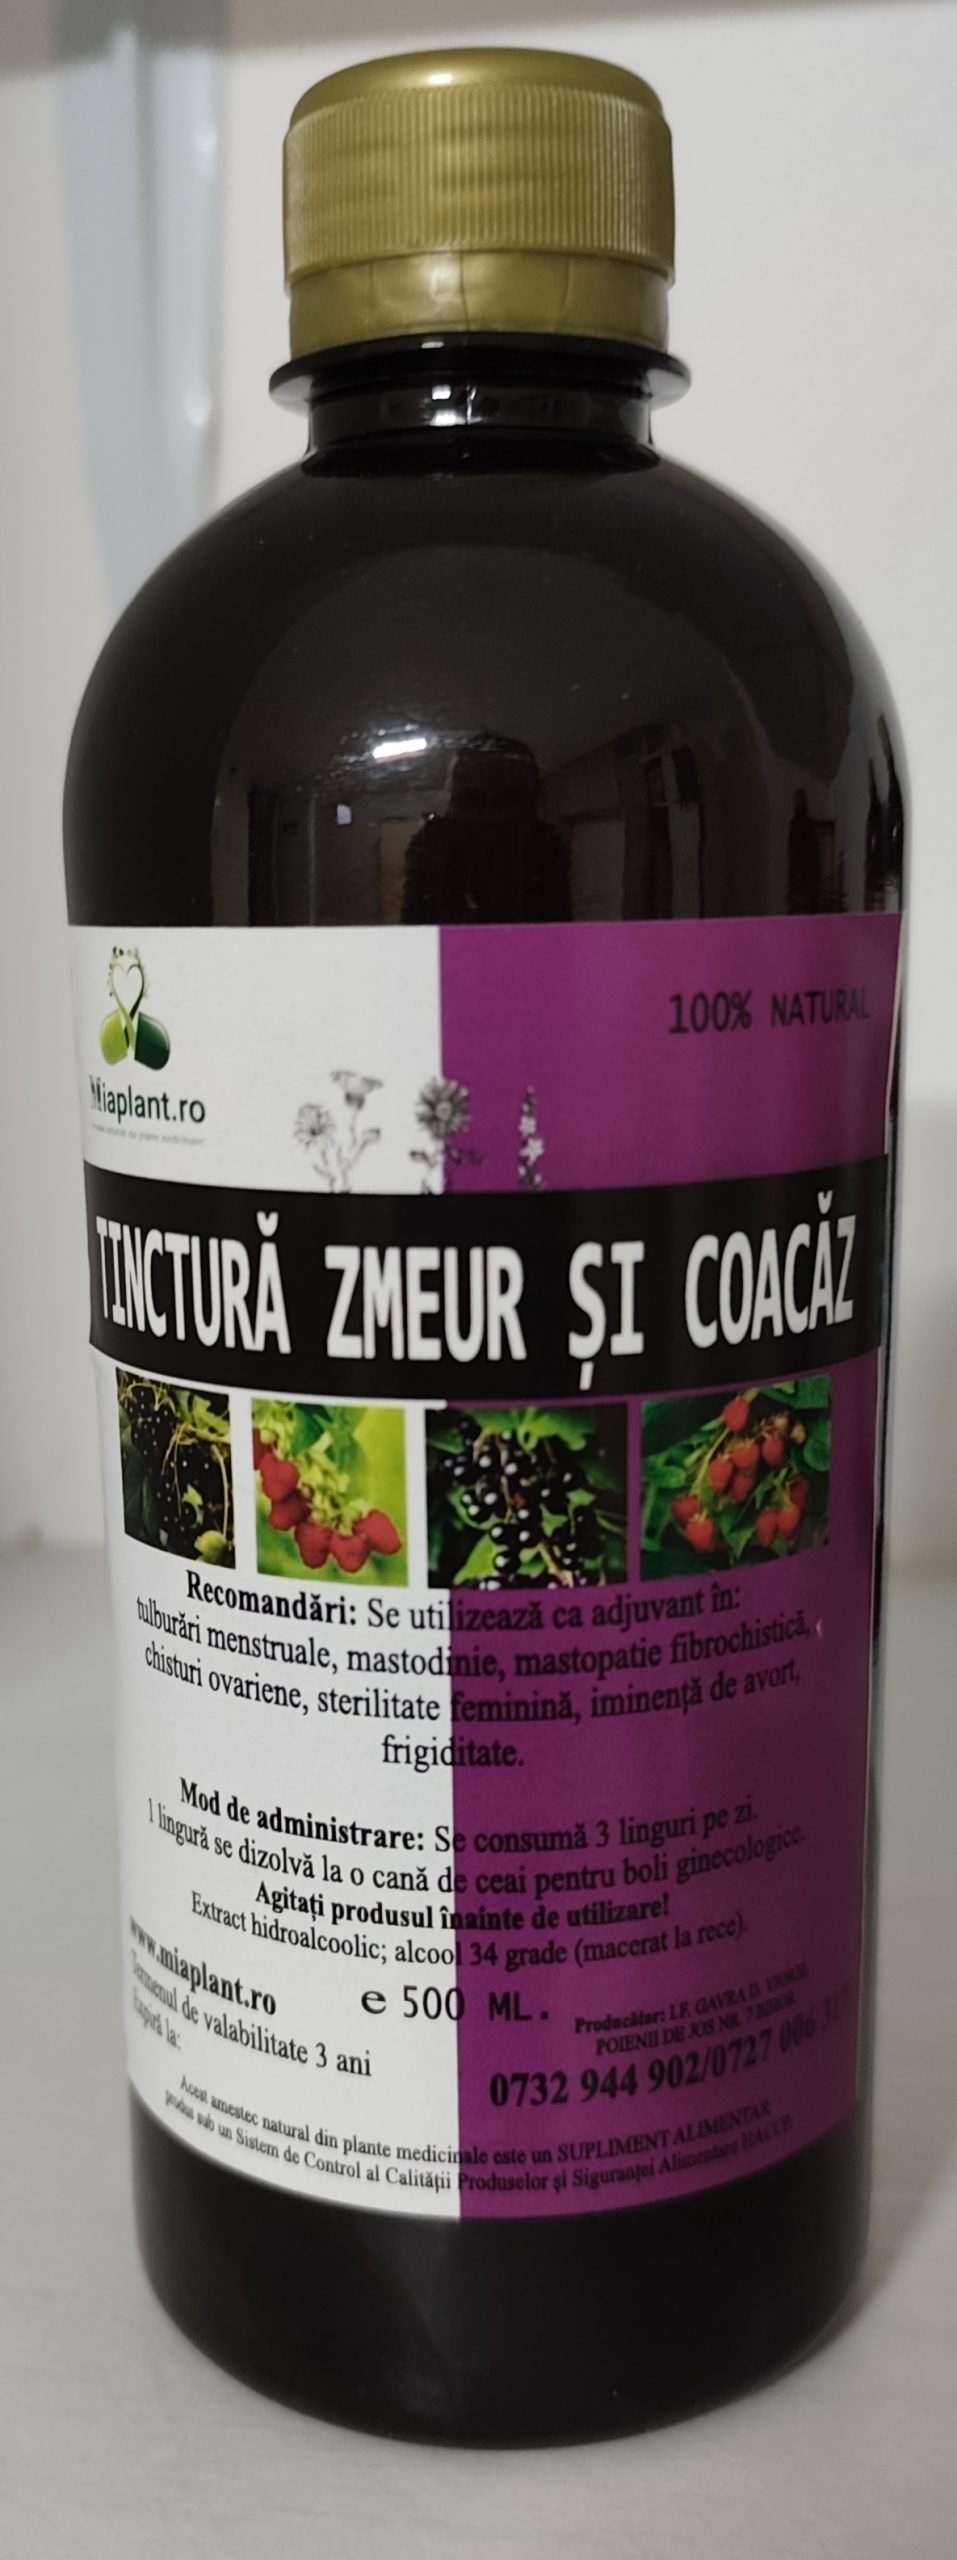 Miaplant.ro
100% NATURAL
TINCTURĂ ZMEUR ȘI COACĂZ
Recomandări: Se utilizează ca adjuvant în:
tulburări menstruale, mastodinie, mastopatie fibrochistică,
chisturi ovariene, sterilitate feminină, iminență de avort,
frigiditate.
Mod de administrare: Se consumă 3 linguri pe zi.
1 lingură se dizolvă la o cană de ceai pentru boli ginecologice.
Agitați produsul înainte de utilizare!
Extract hidroalcoolic; alcool 34 grade (macerat la rece).
www.miaplant.ro
Termenul de valabilitate 3 ani
Expiră la:
e 500 ML.
Producător: I.F. GAVRA D. VIOREL
POIENII DE JOS NR. 7 BIHOR
0732 944 902/0727 006
Acest amestec natural din plante medicinale este un SUPLIMENT ALIMENTAR
produs sub un Sistem de Control al Calității Produselor și Siguranței Alimentare HACCP.